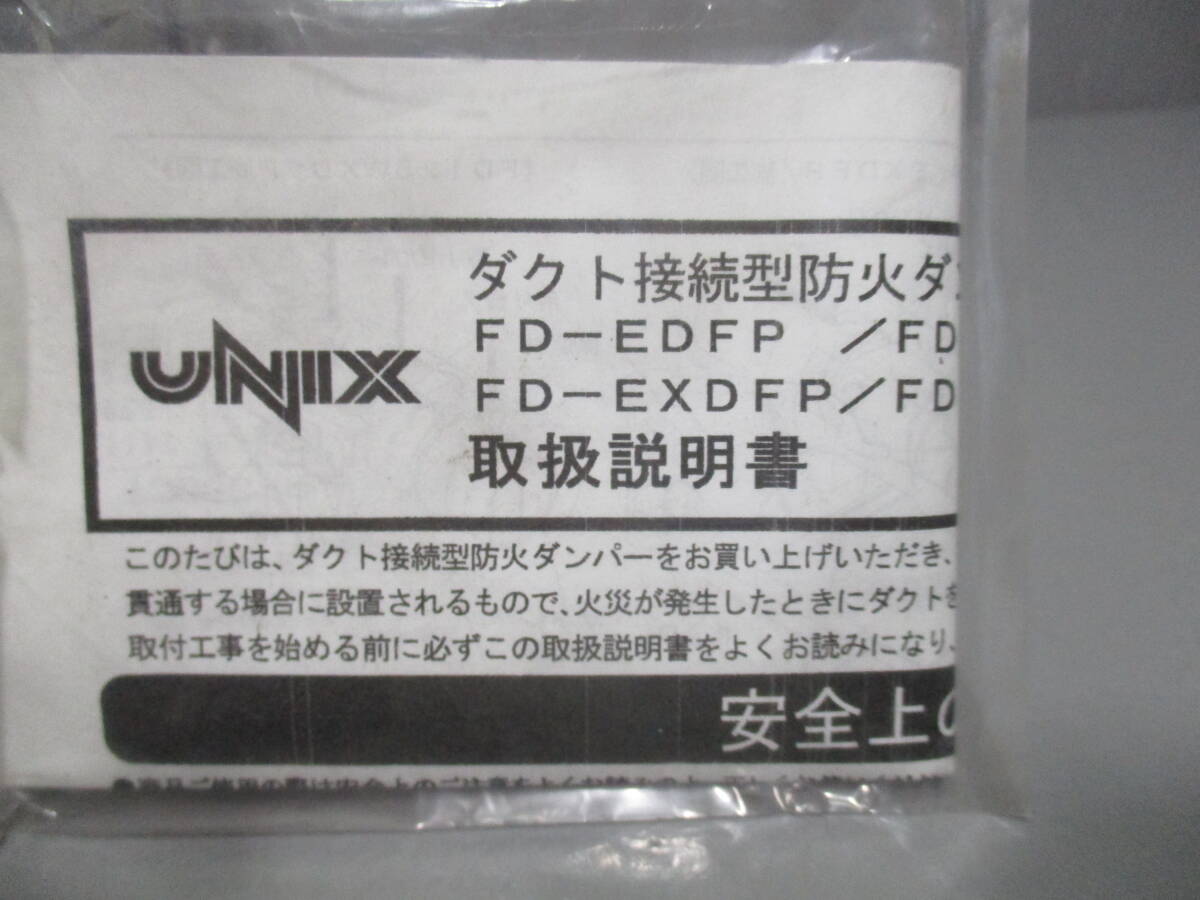 UNIX
ダクト接続型防火ダ
FD-EDFP /FD
FD-EXDFP/FD
取扱説明書
このたびは、ダクト接続型防火ダンパーをお買い上げいただき、
貫通する場合に設置されるもので、火災が発生したときにダクトを
取付工事を始める前に必ずこの取扱説明書をよくお読みになり、
安全上の